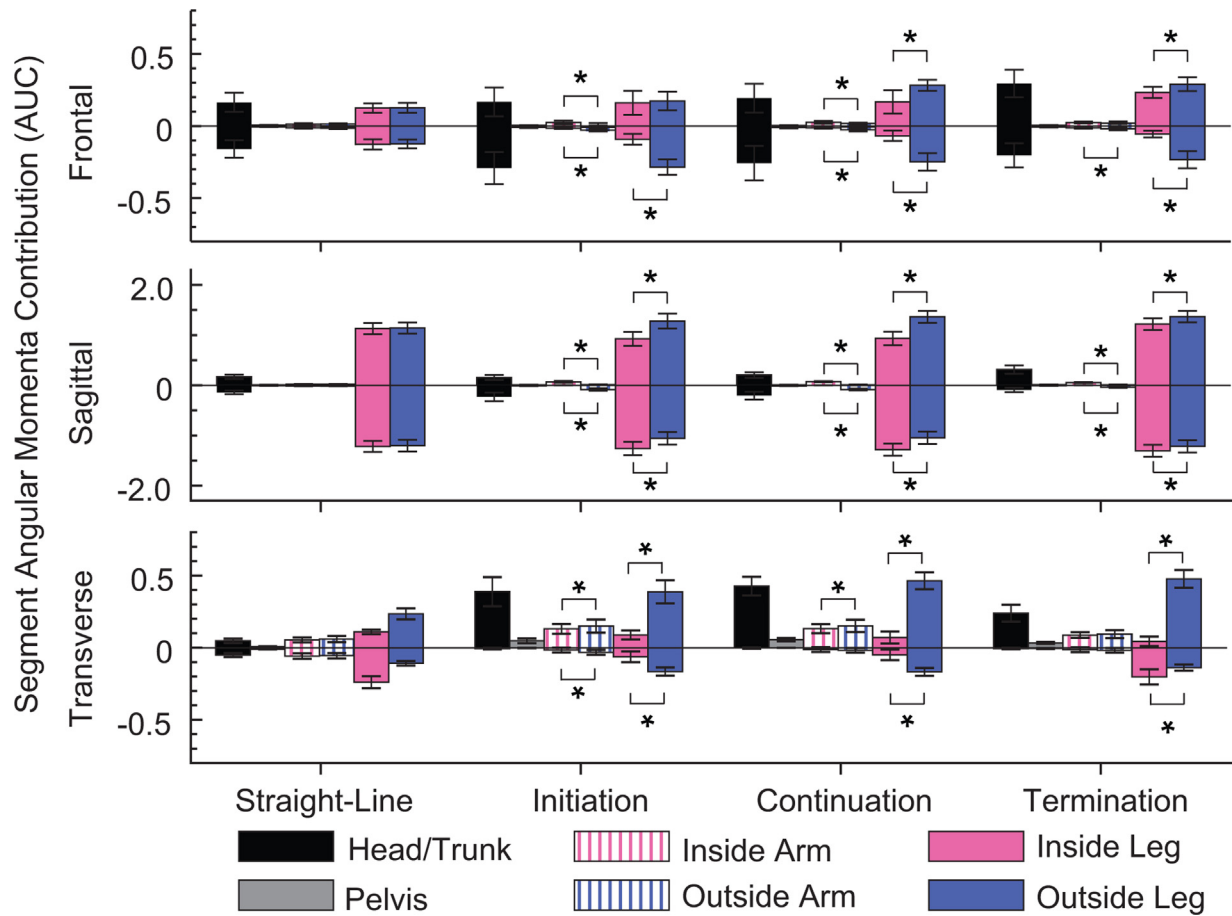 Segment Angular Momenta Contribution (AUC)
Frontal
0.5
0
-0.5
* * * * *
* * * * * *
Sagittal
2.0
0
-2.0
* * * * * *
* * * * * *
Transverse
0.5
0
-0.5
* * * * *
* * * *
Straight-Line Initiation Continuation Termination
Head/Trunk Inside Arm Inside Leg
Pelvis Outside Arm Outside Leg